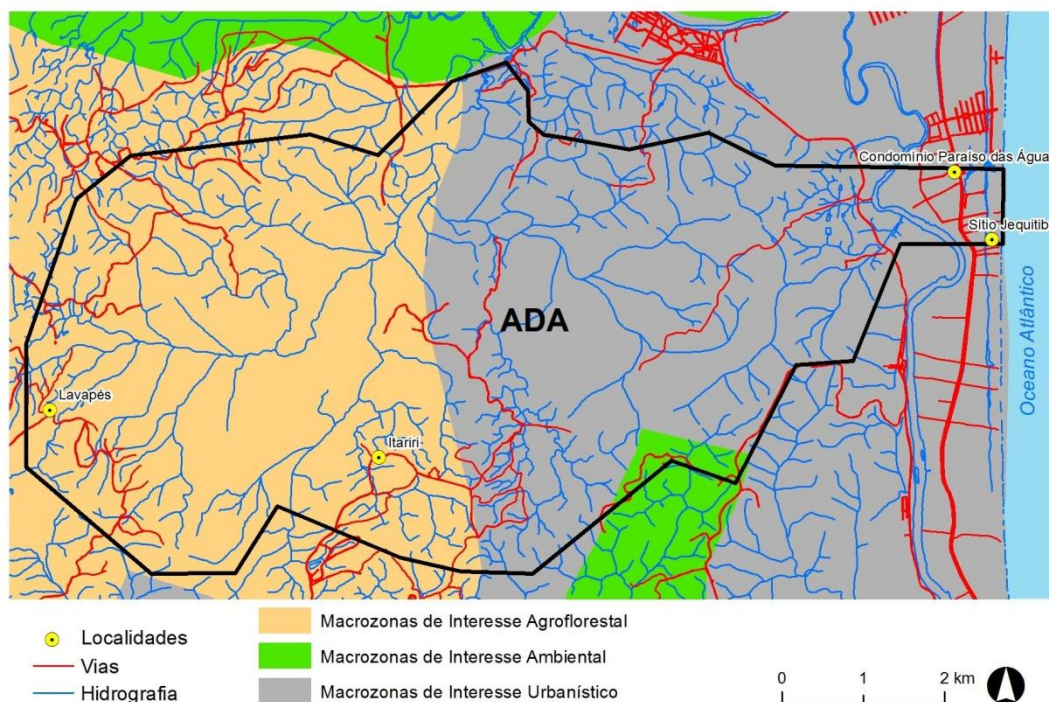 Condomínio Paraíso das Água
Sítio Jequitib
ADA
Oceano Atlântico
Lavapés
Itariri
Localidades
Vias
Hidrografia
Macrozonas de Interesse Agroflorestal
Macrozonas de Interesse Ambiental
Macrozonas de Interesse Urbanístico
0 1 2 km